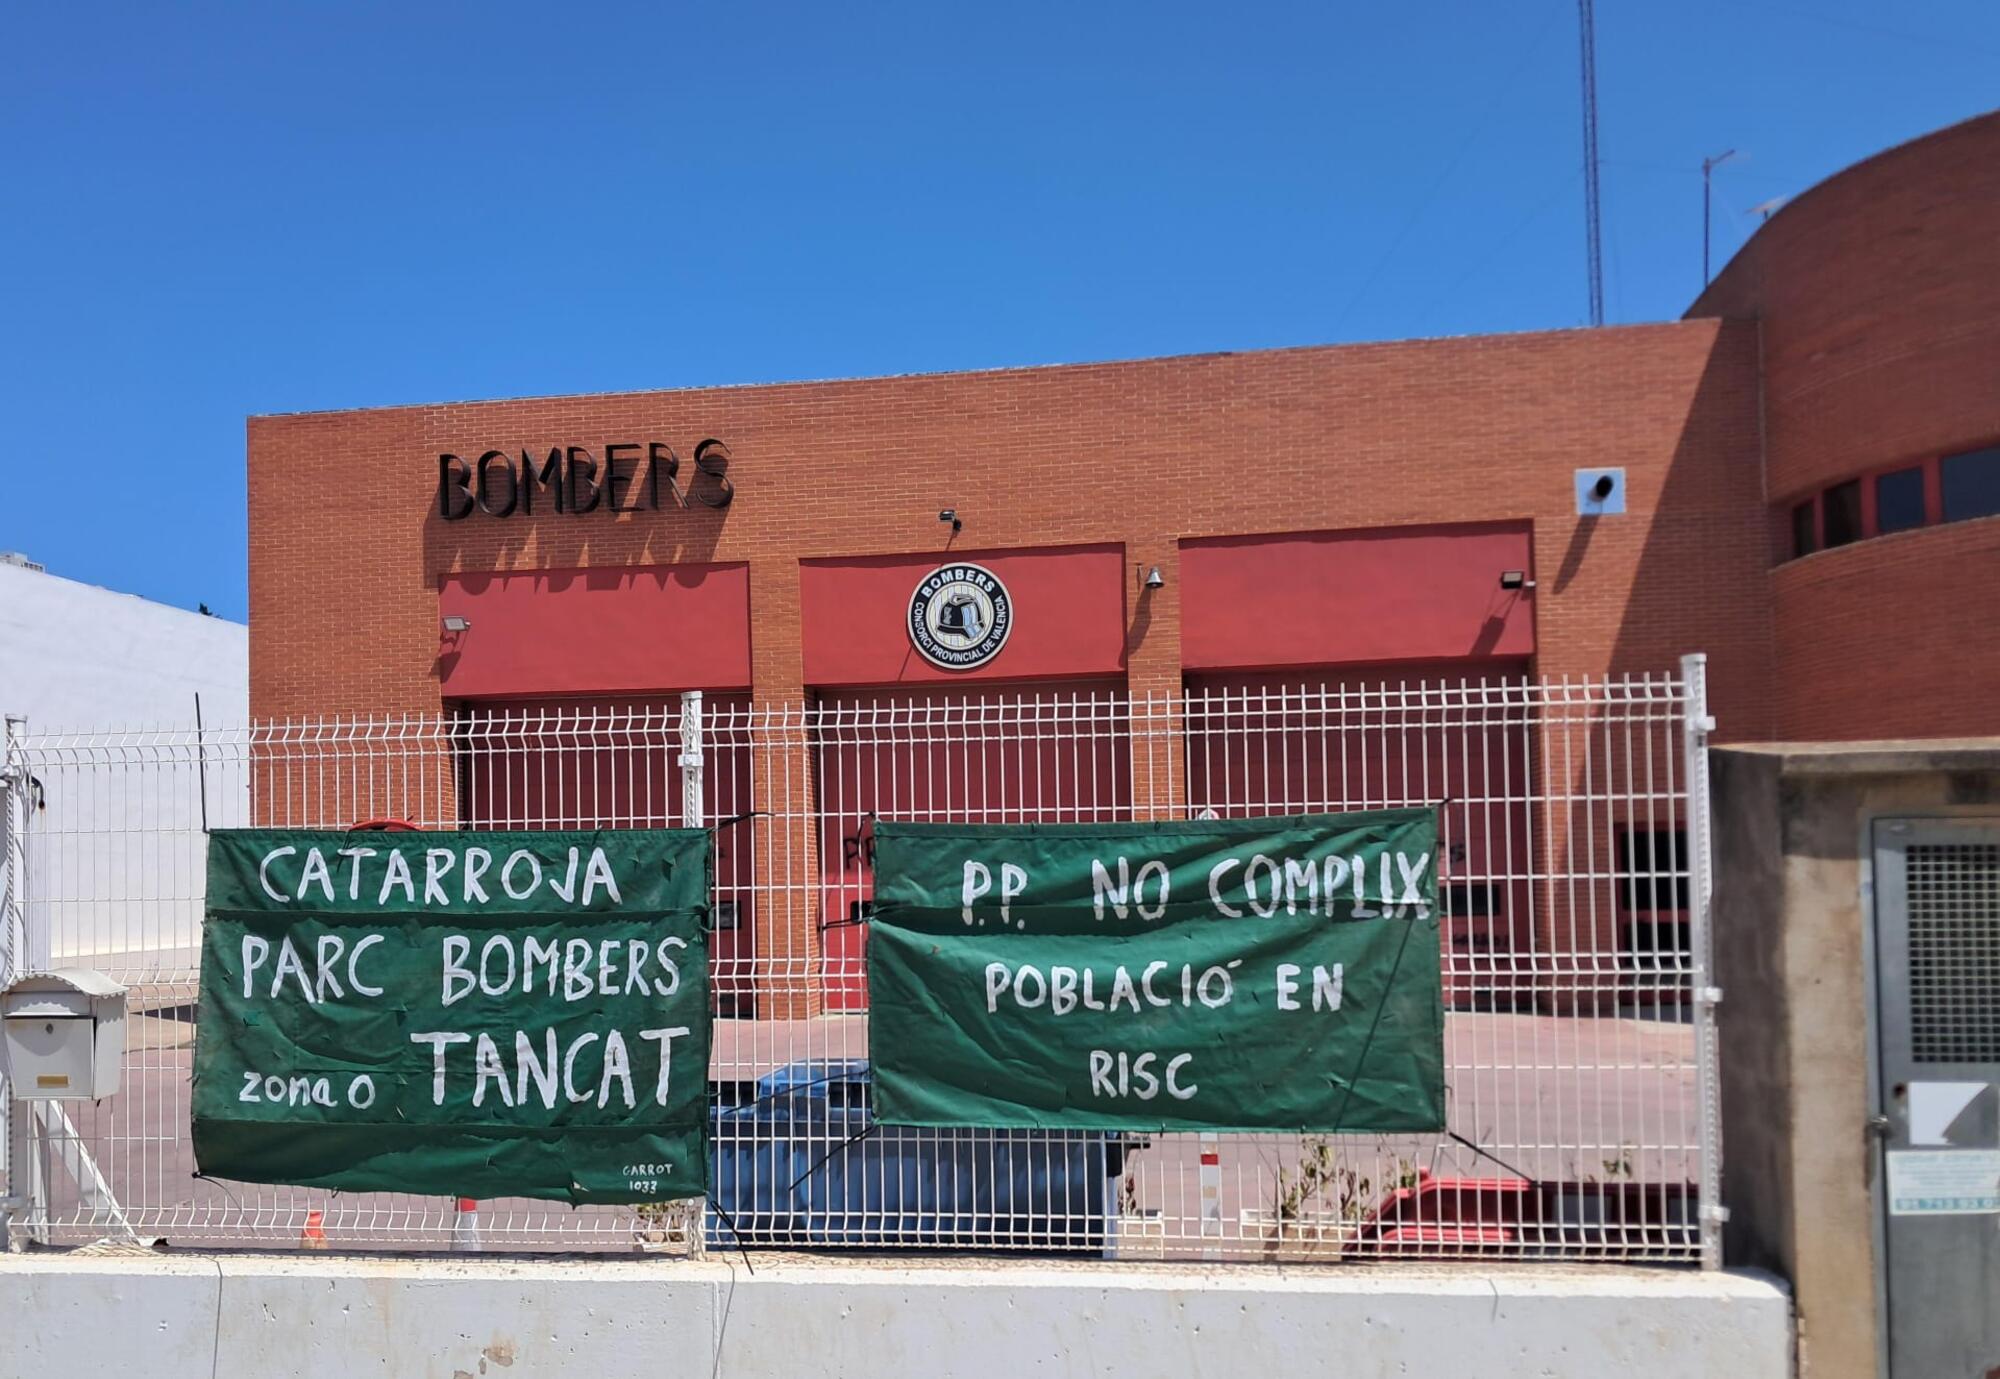 BOMBERS
BOMBERS
CONSORCI PROVINCIAL DE VALENCIA
CATARROJA
PARC BOMBERS
zona 0 TANCAT
CARROT
1033
P.P. NO COMPLIX
POBLACIÓ EN
RISC